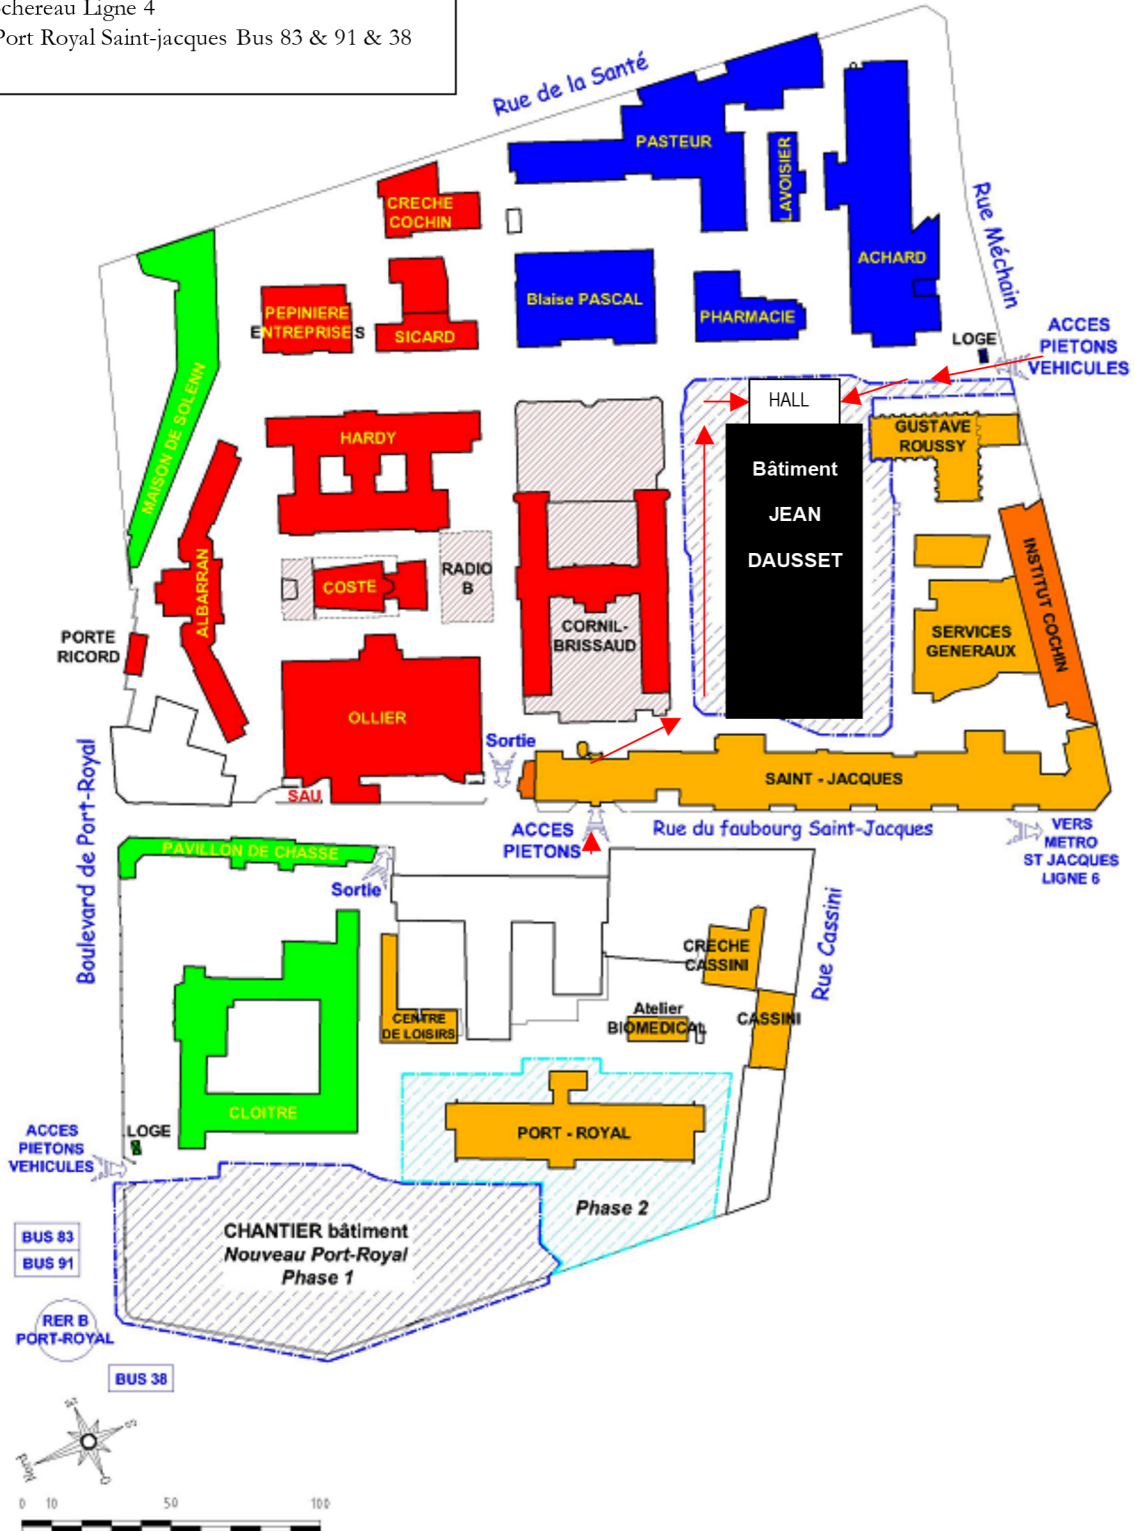 chereau Ligne 4
Port Royal Saint-jacques Bus 83 & 91 & 38
Rue de la Santé
PASTEUR
LAVOISIER
CRECHE
COCHIN
Rue Méchain
ACHARD
Blaise PASCAL
PEPINIERE
ENTREPRISES
SICARD
PHARMACIE
LOGE
ACCES
PIETONS
VEHICULES
HALL
MAISON DE SOLENN
HARDY
GUSTAVE
ROUSSY
Bâtiment
JEAN
DAUSSET
INSTITUT COCHIN
ALBARRAN
COSTE
RADIO
B
CORNIL-
BRISSAUD
SERVICES
GENERAUX
PORTE
RICORD
OLLIER
Sortie
SAINT - JACQUES
SAU
Boulevard de Port-Royal
ACCES
PIETONS
Rue du faubourg Saint-Jacques
VERS
METRO
ST JACQUES
LIGNE 6
PAVILLON DE CHASSE
Sortie
Rue Cassini
CRECHE
CASSINI
CENTRE
DE LOISIRS
Atelier
BIOMEDICAL
CASSINI
CLOITRE
PORT - ROYAL
LOGE
ACCES
PIETONS
VEHICULES
Phase 2
CHANTIER bâtiment
Nouveau Port-Royal
Phase 1
BUS 83
BUS 91
RER B
PORT-ROYAL
BUS 38
Nord
0 10 50 100